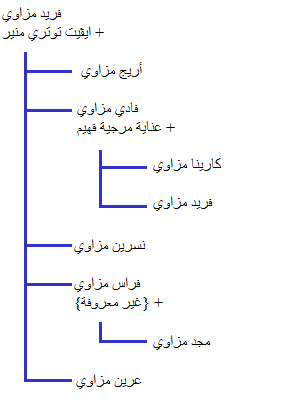 فريد مزاوي
+ ايڤيت توتري منير
أريج مزاوي
فادي مزاوي
+ عناية مرجية فهيم
كارينا مزاوي
فريد مزاوي
نسرين مزاوي
فراس مزاوي
+ {غير معروفة}
مجد مزاوي
عرين مزاوي